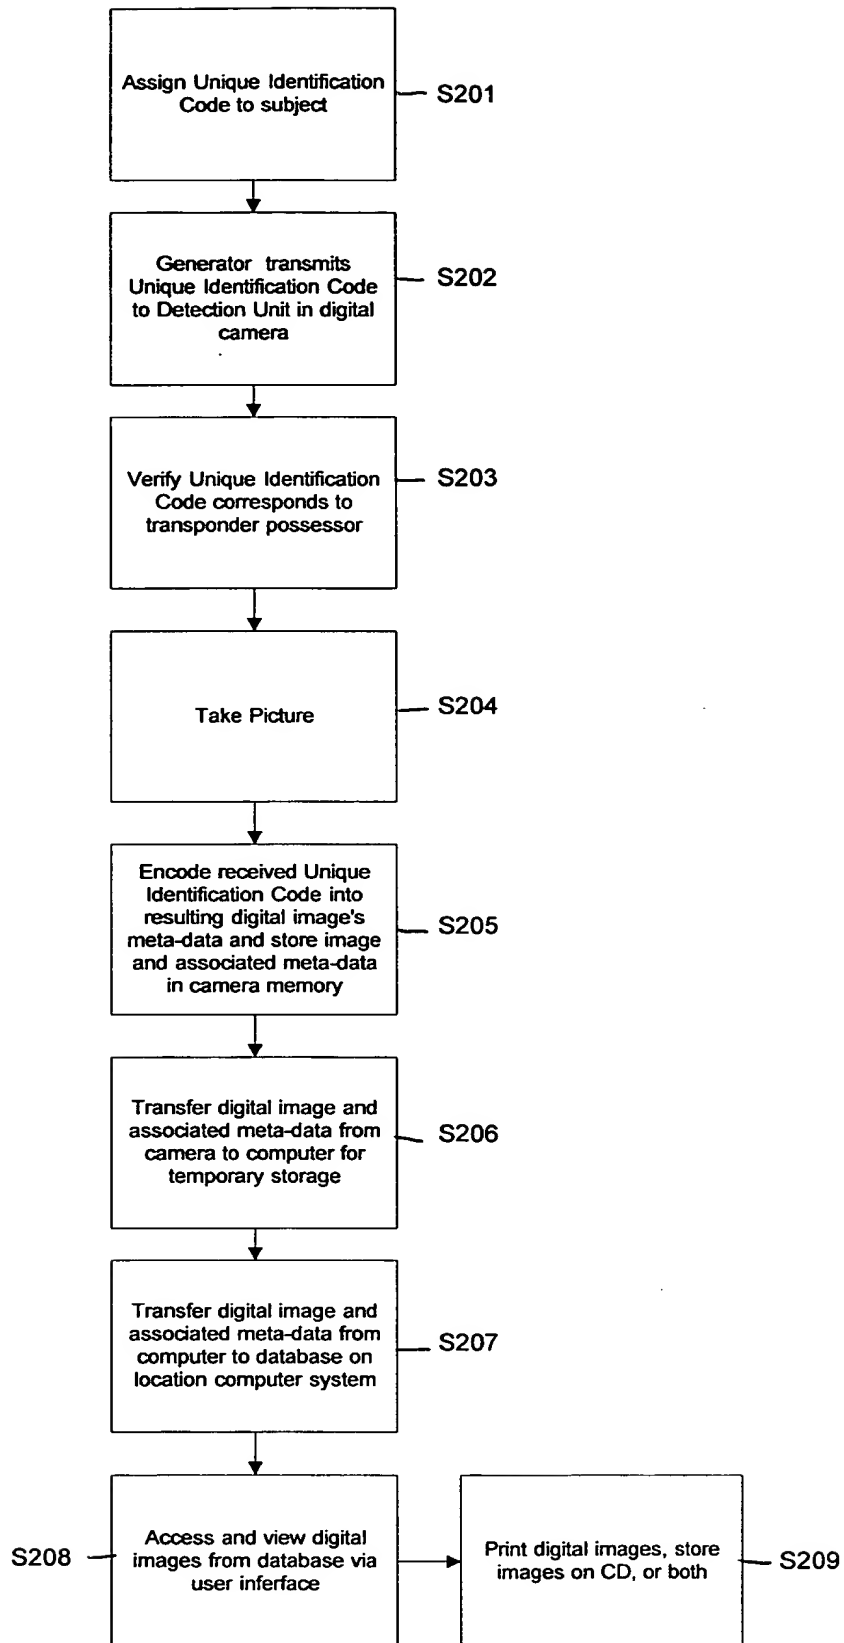 Assign Unique Identification
Code to subject
S201
Generator transmits
Unique Identification Code
to Detection Unit in digital
camera
S202
Verify Unique Identification
Code corresponds to
transponder possessor
S203
Take Picture
S204
Encode received Unique
Identification Code into
resulting digital image's
meta-data and store image
and associated meta-data
in camera memory
S205
Transfer digital image and
associated meta-data from
camera to computer for
temporary storage
S206
Transfer digital image and
associated meta-data from
computer to database on
location computer system
S207
S208
Access and view digital
images from database via
user inferface
Print digital images, store
images on CD, or both
S209